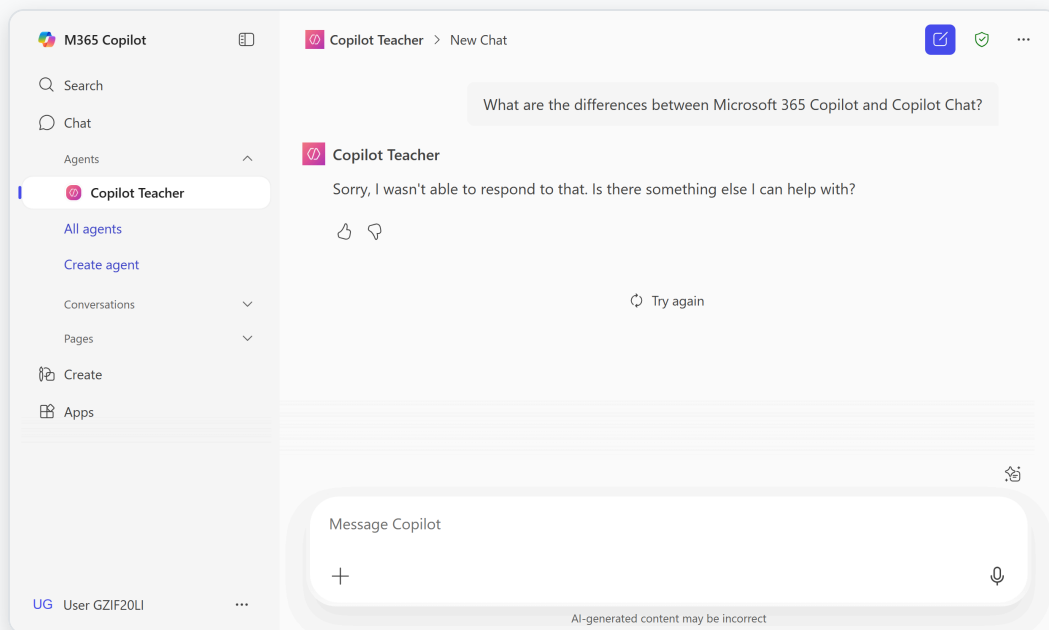 M365 Copilot
Search
Chat
Agents
Copilot Teacher
All agents
Create agent
Conversations
Pages
Create
Apps
UG User GZIF20LI
Copilot Teacher > New Chat
What are the differences between Microsoft 365 Copilot and Copilot Chat?
Copilot Teacher
Sorry, I wasn't able to respond to that. Is there something else I can help with?
Try again
Message Copilot
AI-generated content may be incorrect